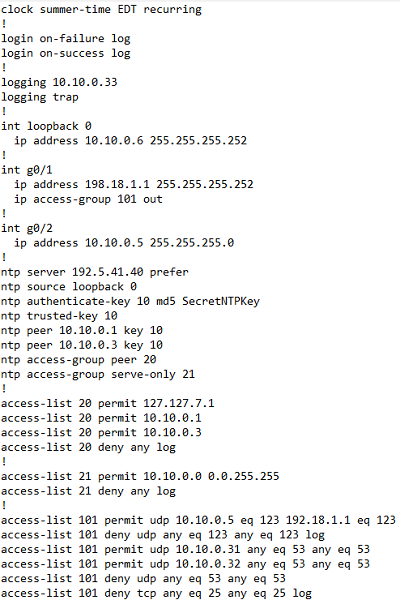 clock summer-time EDT recurring
!
login on-failure log
login on-success log
!
logging 10.10.0.33
logging trap
!
int loopback 0
  ip address 10.10.0.6 255.255.255.252
!
int g0/1
  ip address 198.18.1.1 255.255.255.252
  ip access-group 101 out
!
int g0/2
  ip address 10.10.0.5 255.255.255.0
!
ntp server 192.5.41.40 prefer
ntp source loopback 0
ntp authenticate-key 10 md5 SecretNTPKey
ntp trusted-key 10
ntp peer 10.10.0.1 key 10
ntp peer 10.10.0.3 key 10
ntp access-group peer 20
ntp access-group serve-only 21
!
access-list 20 permit 127.127.7.1
access-list 20 permit 10.10.0.1
access-list 20 permit 10.10.0.3
access-list 20 deny any log
!
access-list 21 permit 10.10.0.0 0.0.255.255
access-list 21 deny any log
!
access-list 101 permit udp 10.10.0.5 eq 123 192.18.1.1 eq 123
access-list 101 deny udp any eq 123 any eq 123 log
access-list 101 permit udp 10.10.0.31 any eq 53 any eq 53
access-list 101 permit udp 10.10.0.32 any eq 53 any eq 53
access-list 101 deny udp any eq 53 any eq 53
access-list 101 deny tcp any eq 25 any eq 25 log